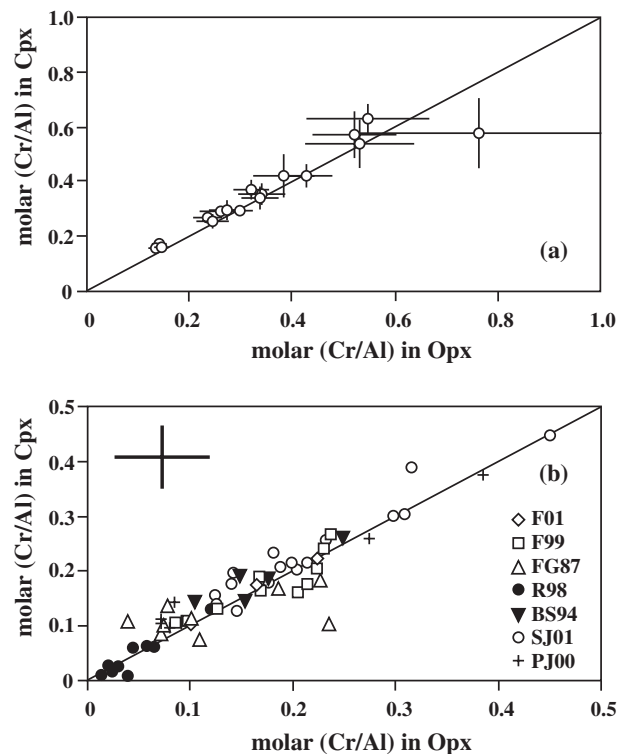 1.0
0.8
0.6
0.4
0.2
0
molar (Cr/Al) in Cpx
(a)
0 0.2 0.4 0.6 0.8 1.0
molar (Cr/Al) in Opx
0.5
0.4
0.3
0.2
0.1
0
molar (Cr/Al) in Cpx
(b)
F01
F99
FG87
R98
BS94
SJ01
PJ00
0 0.1 0.2 0.3 0.4 0.5
molar (Cr/Al) in Opx